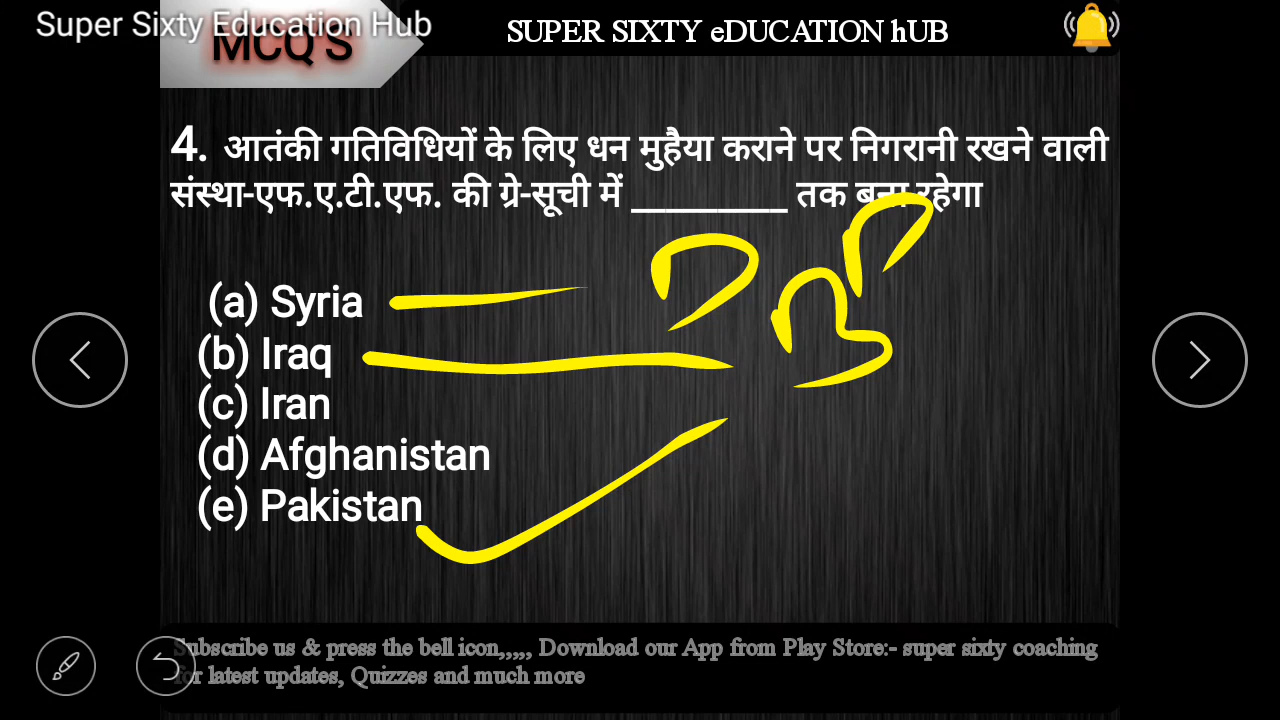 Super Sixty Education Hub
MCQ'S
SUPER SIXTY eDUCATION hUB
4. आतंकी गतिविधियों के लिए धन मुहैया कराने पर निगरानी रखने वाली
संस्था-एफ.ए.टी.एफ. की ग्रे-सूची में ________ तक बना रहेगा
(a) Syria
(b) Iraq
(c) Iran
(d) Afghanistan
(e) Pakistan
Subscribe us & press the bell icon,,,,, Download our App from Play Store:- super sixty coaching
for latest updates, Quizzes and much more